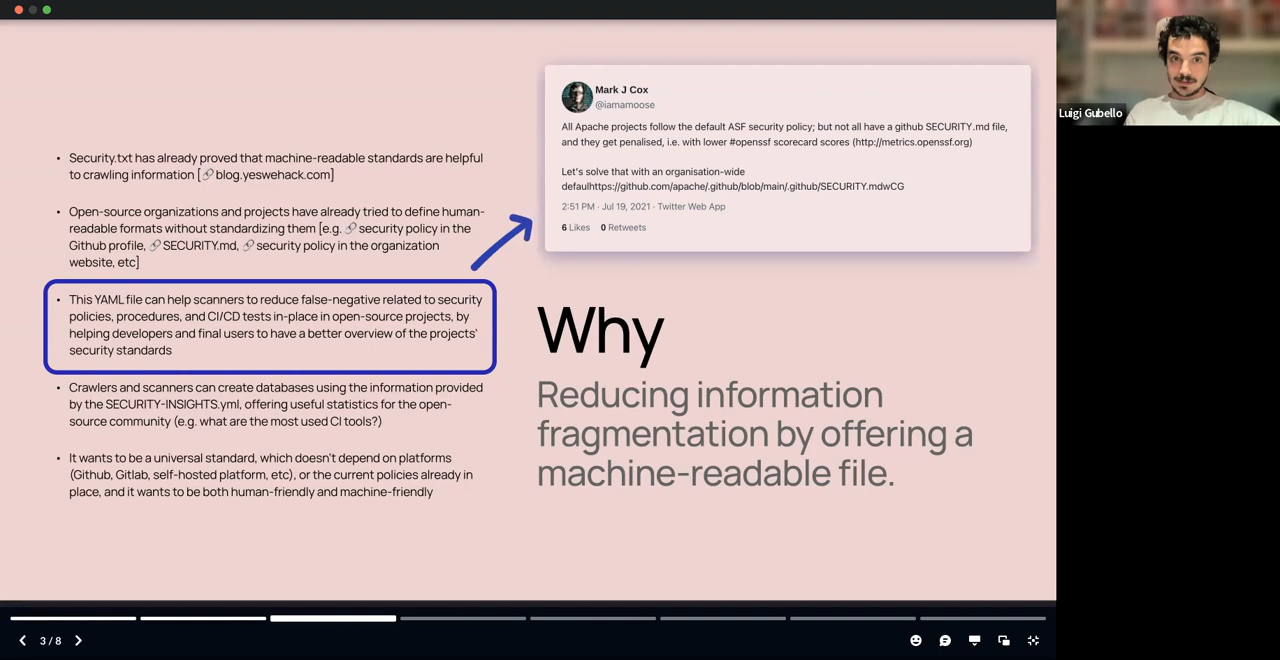 • Security.txt has already proved that machine-readable standards are helpful
to crawling information [🔗blog.yeswehack.com]
• Open-source organizations and projects have already tried to define human-
readable formats without standardizing them [e.g. 🔗security policy in the
Github profile, 🔗SECURITY.md, 🔗security policy in the organization
website, etc]
• This YAML file can help scanners to reduce false-negative related to security
policies, procedures, and CI/CD tests in-place in open-source projects, by
helping developers and final users to have a better overview of the projects'
security standards
• Crawlers and scanners can create databases using the information provided
by the SECURITY-INSIGHTS.yml, offering useful statistics for the open-
source community (e.g. what are the most used CI tools?)
• It wants to be a universal standard, which doesn't depend on platforms
(Github, Gitlab, self-hosted platform, etc), or the current policies already in
place, and it wants to be both human-friendly and machine-friendly
Mark J Cox
@iamamoose
All Apache projects follow the default ASF security policy; but not all have a github SECURITY.md file,
and they get penalised, i.e. with lower #openssf scorecard scores (http://metrics.openssf.org)
Let's solve that with an organisation-wide
defaulhttps://github.com/apache/.github/blob/main/.github/SECURITY.mdwCG
2:51 PM · Jul 19, 2021 · Twitter Web App
6 Likes 0 Retweets
Why
Reducing information
fragmentation by offering a
machine-readable file.
3 / 8
Luigi Gubello